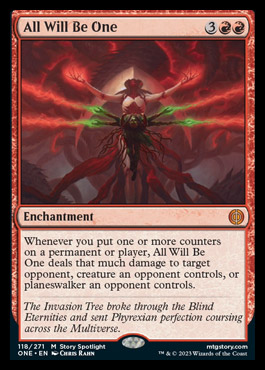 All Will Be One 3
Enchantment
Whenever you put one or more counters
on a permanent or player, All Will Be
One deals that much damage to target
opponent, creature an opponent controls, or
planeswalker an opponent controls.
The Invasion Tree broke through the Blind
Eternities and sent Phyrexian perfection coursing
across the Multiverse.
118/271 M Story Spotlight mtgstory.com
ONE • EN Chris Rahn ™ & © 2023 Wizards of the Coast